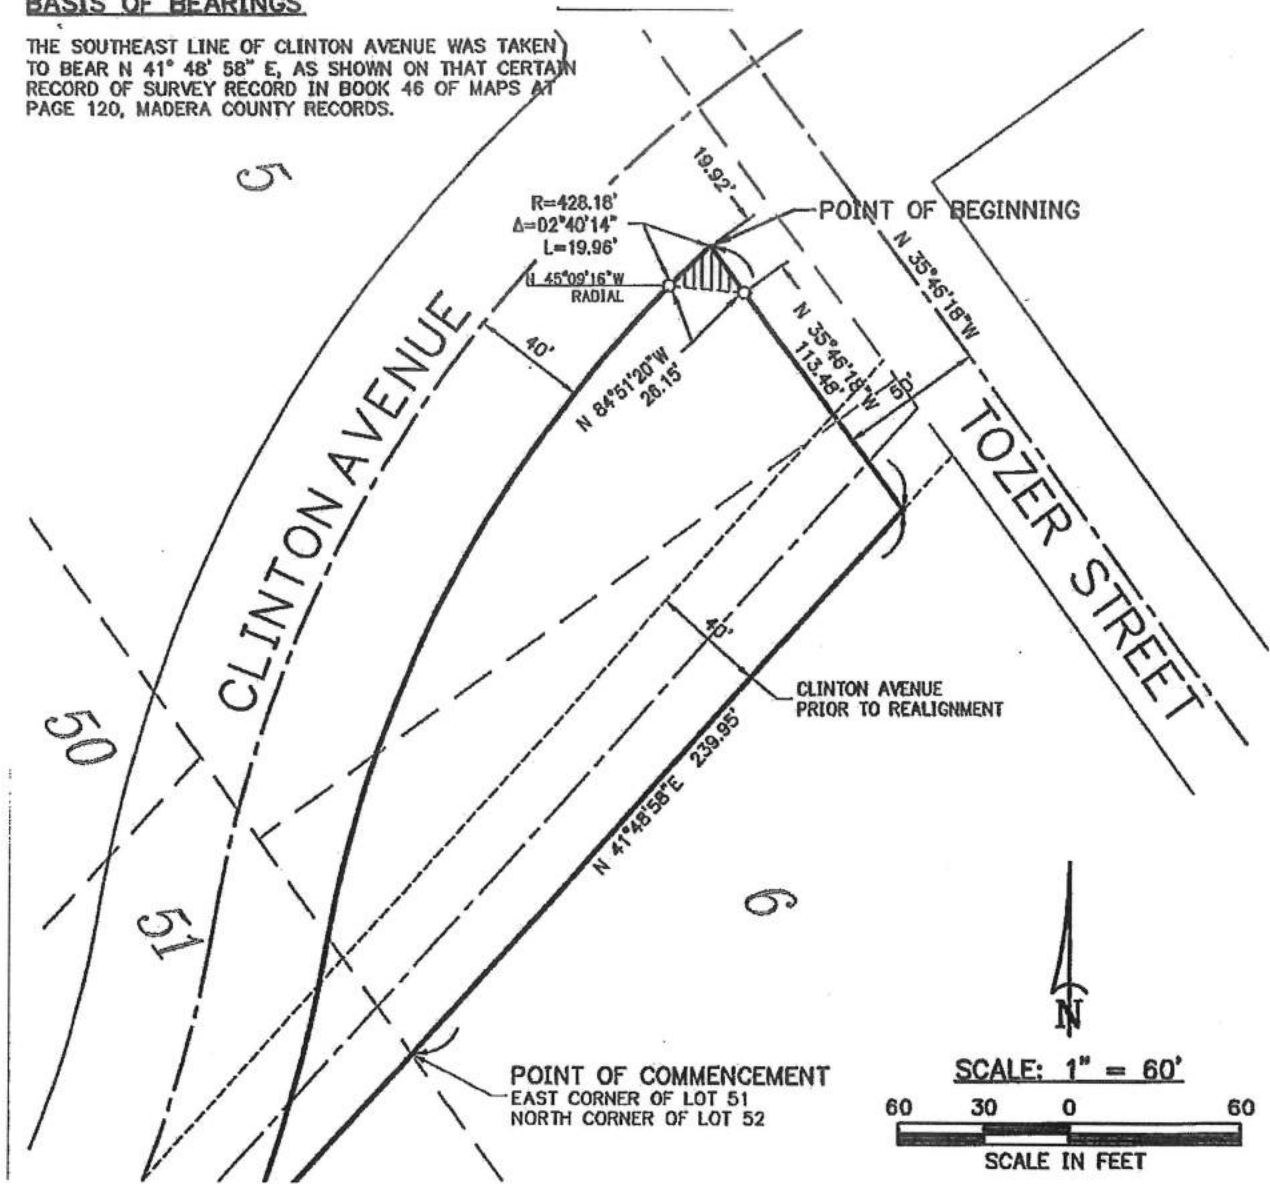 BASIS OF BEARINGS
THE SOUTHEAST LINE OF CLINTON AVENUE WAS TAKEN
TO BEAR N 41° 48' 58" E, AS SHOWN ON THAT CERTAIN
RECORD OF SURVEY RECORD IN BOOK 46 OF MAPS AT
PAGE 120, MADERA COUNTY RECORDS.
5
19.92'
R=428.18'
Δ=02°40'14"
L=19.96'
N 45°09'16"W
RADIAL
POINT OF BEGINNING
N 35°46'18"W
CLINTON AVENUE
40'
N 84°51'20"W
26.15'
N 35°46'18"W
113.48'
50'
TOZER STREET
40'
CLINTON AVENUE
PRIOR TO REALIGNMENT
50
N 41°48'58"E 239.95'
51
6
N
POINT OF COMMENCEMENT
EAST CORNER OF LOT 51
NORTH CORNER OF LOT 52
SCALE: 1" = 60'
60 30 0 60
SCALE IN FEET